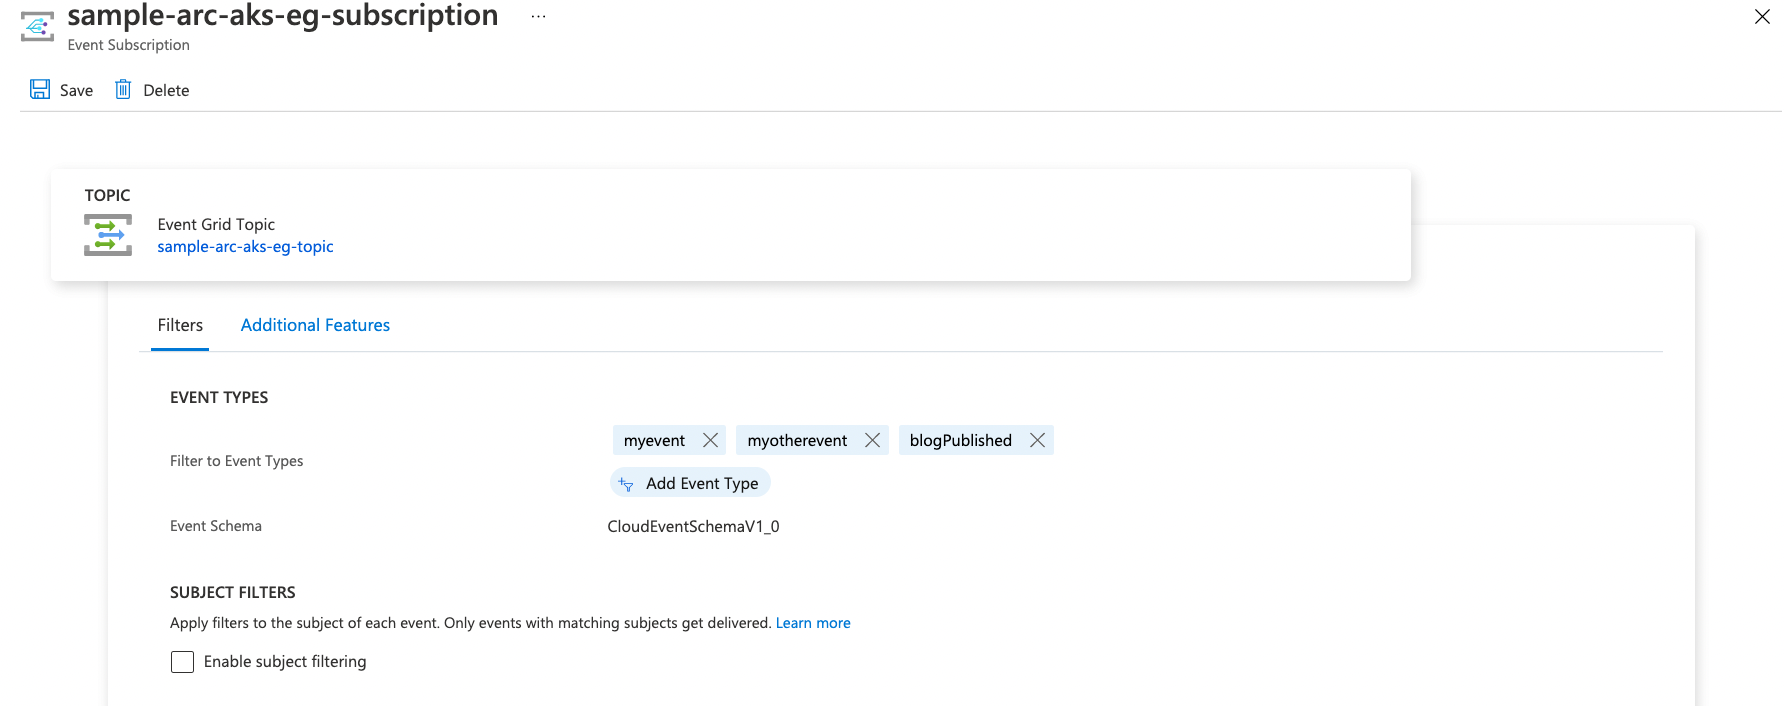 sample-arc-aks-eg-subscription ...
Event Subscription
Save Delete
TOPIC
Event Grid Topic
sample-arc-aks-eg-topic
Filters Additional Features
EVENT TYPES
myevent myotherevent blogPublished
Filter to Event Types
Add Event Type
Event Schema CloudEventSchemaV1_0
SUBJECT FILTERS
Apply filters to the subject of each event. Only events with matching subjects get delivered. Learn more
Enable subject filtering